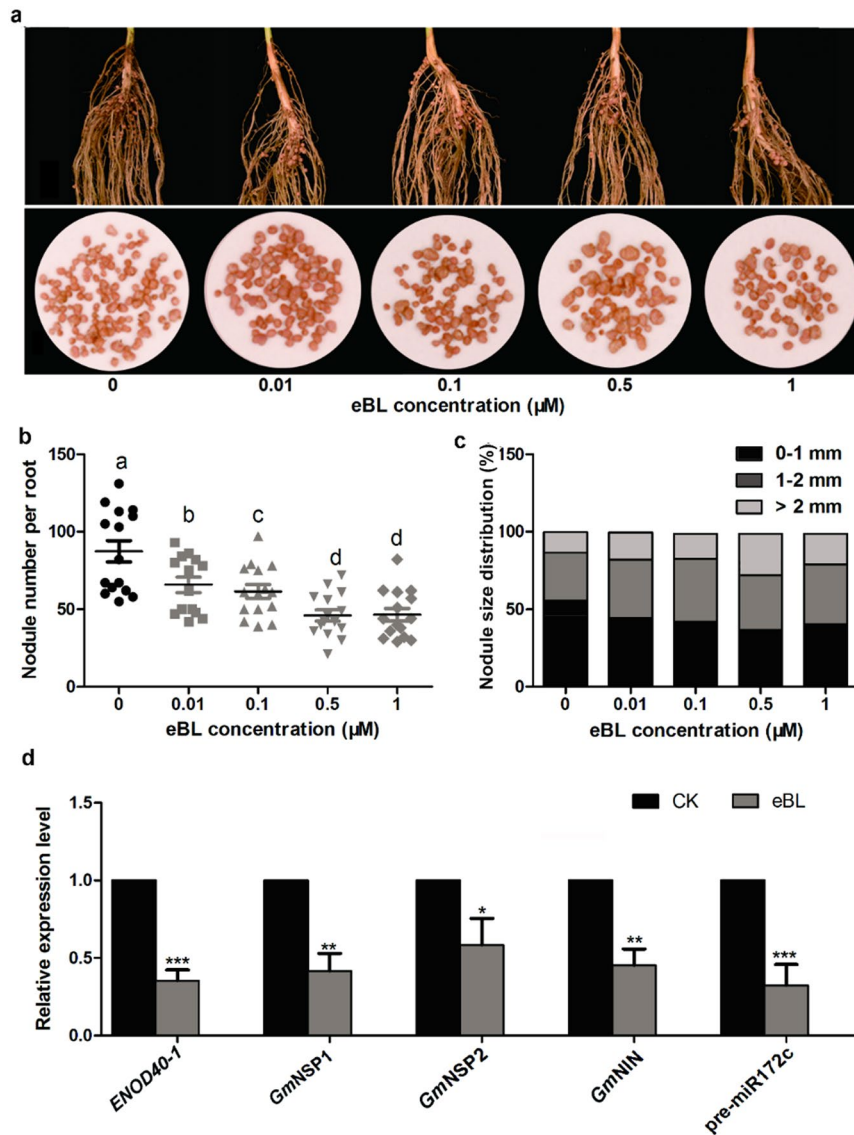 a
0 0.01 0.1 0.5 1
eBL concentration (µM)
b
Nodule number per root
150
100
50
0
a
b
c
d
d
0 0.01 0.1 0.5 1
eBL concentration (µM)
c
Nodule size distribution (%)
150
100
50
0
0-1 mm
1-2 mm
> 2 mm
0 0.01 0.1 0.5 1
eBL concentration (µM)
d
Relative expression level
1.5
1.0
0.5
0.0
CK eBL
***
**
*
**
***
ENOD40-1 GmNSP1 GmNSP2 GmNIN pre-miR172c